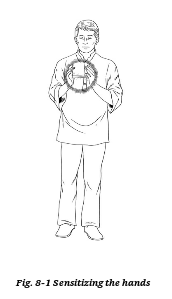 Fig. 8-1 Sensitizing the hands